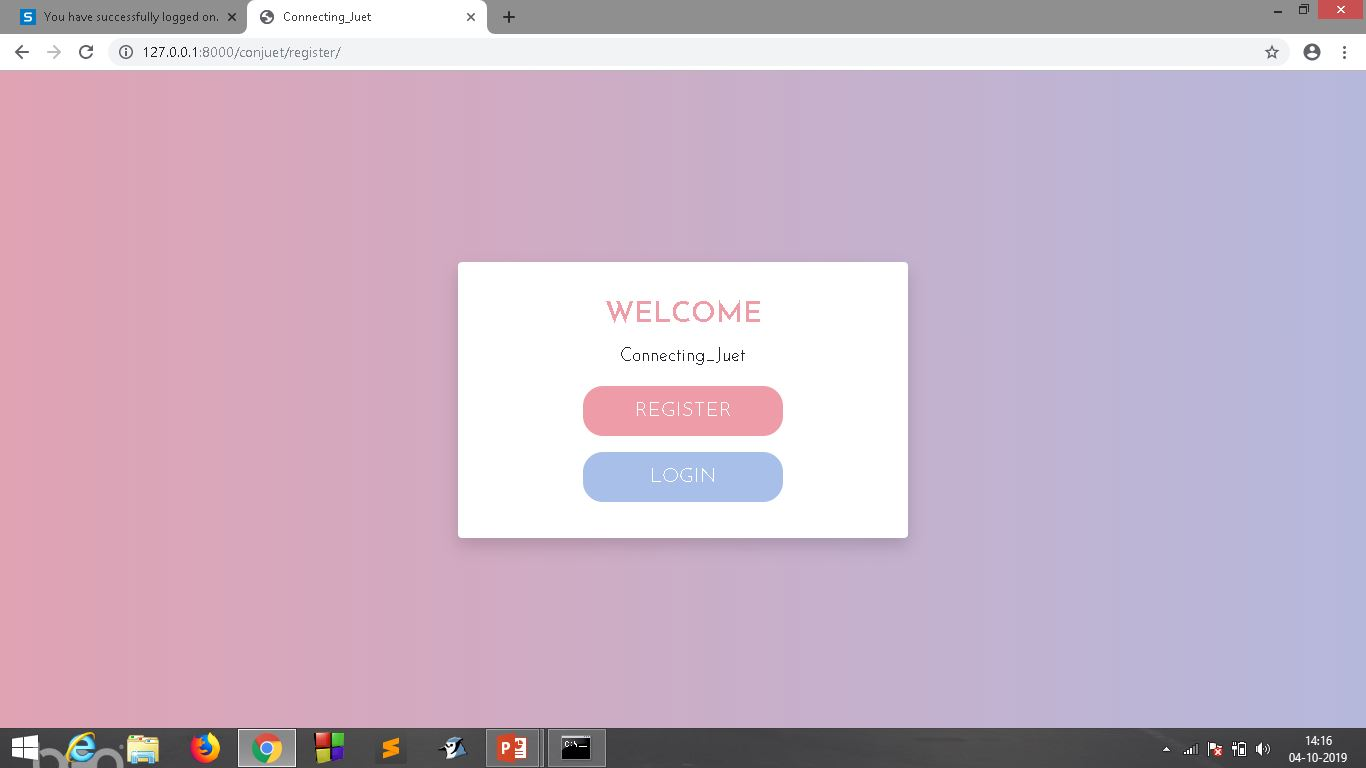 You have successfully logged on.
Connecting_Juet
127.0.0.1:8000/conjuet/register/
WELCOME
Connecting_Juet
REGISTER
LOGIN
14:16
04-10-2019